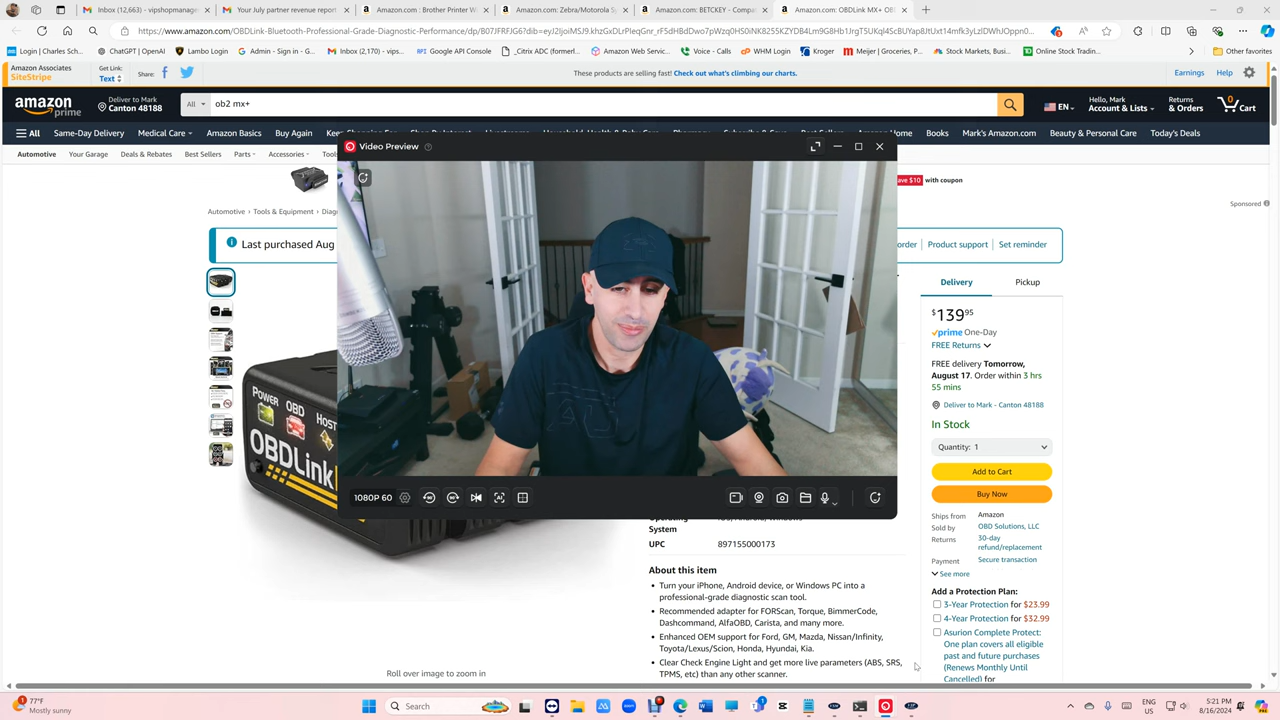 Inbox (12,663) - vipshopmanage
Your July partner revenue report
Amazon.com : Brother Printer W
Amazon.com: Zebra/Motorola Sy
Amazon.com: BETCKEY - Compat
Amazon.com: OBDLink MX+ OB
Login | Charles Sch...
ChatGPT | OpenAI
Lambo Login
Admin - Sign in - G...
Inbox (2,170) - vips...
Google API Console
Citrix ADC (formerl...
Amazon Web Servic...
Voice - Calls
WHM Login
Kroger
Meijer | Groceries, P...
Stock Markets, Busi...
Online Stock Tradin...
Other favorites
Amazon Associates
SiteStripe
Get Link:
Text
Share:
These products are selling fast! Check out what's climbing our charts.
Earnings
Help
amazon
prime
Deliver to Mark
Canton 48188
All
ob2 mx+
EN
Hello, Mark
Account & Lists
Returns
& Orders
0
Cart
All
Same-Day Delivery
Medical Care
Amazon Basics
Buy Again
Books
Mark's Amazon.com
Beauty & Personal Care
Today's Deals
Automotive
Your Garage
Deals & Rebates
Best Sellers
Parts
Accessories
Video Preview
with coupon
Sponsored
Automotive › Tools & Equipment ›
Last purchased Aug
Product support
Set reminder
Delivery
Pickup
$139 95
prime One-Day
FREE Returns
FREE delivery Tomorrow,
August 17. Order within 3 hrs
55 mins
Deliver to Mark - Canton 48188
In Stock
Quantity: 1
Add to Cart
Buy Now
Ships from Amazon
Sold by OBD Solutions, LLC
Returns 30-day
refund/replacement
Payment Secure transaction
See more
Add a Protection Plan:
3-Year Protection for $23.99
4-Year Protection for $32.99
Asurion Complete Protect:
One plan covers all eligible
past and future purchases
(Renews Monthly Until
Cancelled) for
POWER OBD HOST
OBDLink
1080P 60
System
UPC 897155000173
About this item
Turn your iPhone, Android device, or Windows PC into a
professional-grade diagnostic scan tool.
Recommended adapter for FORScan, Torque, BimmerCode,
Dashcommand, AlfaOBD, Carista, and many more.
Enhanced OEM support for Ford, GM, Mazda, Nissan/Infinity,
Toyota/Lexus/Scion, Honda, Hyundai, Kia.
Clear Check Engine Light and get more live parameters (ABS, SRS,
TPMS, etc) than any other scanner.
Roll over image to zoom in
77°F
Mostly sunny
Search
ENG
US
5:21 PM
8/16/2024